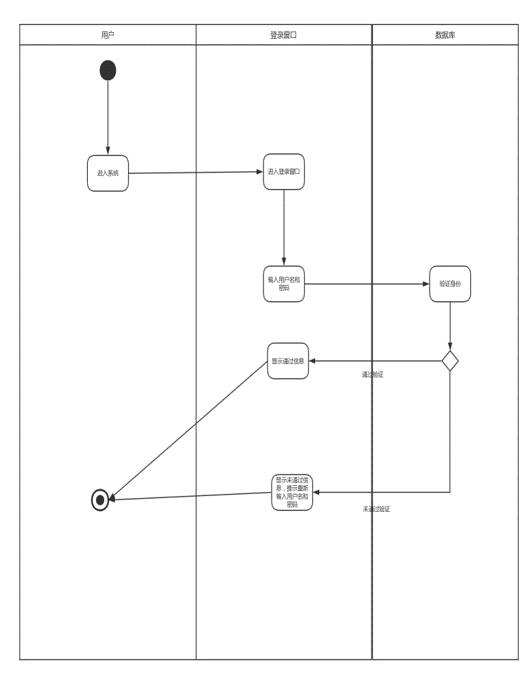 用户
登录窗口
数据库
进入系统
进入登录窗口
输入用户名和
密码
验证身份
显示通过信息
通过验证
显示未通过信
息，提示重新
输入用户名和
密码
未通过验证